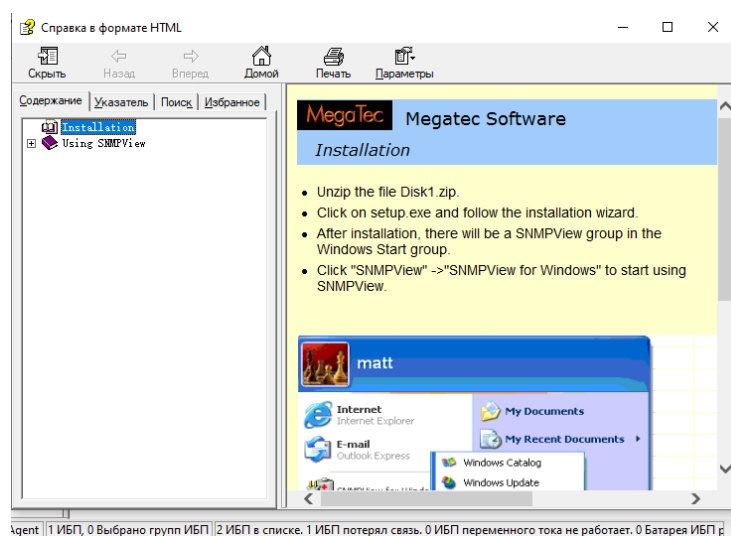 Справка в формате HTML
Скрыть Назад Вперед Домой Печать Параметры
Содержание Указатель Поиск Избранное
Installation
Using SNMPView
MegaTec Megatec Software
Installation
Unzip the file Disk1.zip.
Click on setup.exe and follow the installation wizard.
After installation, there will be a SNMPView group in the
Windows Start group.
Click "SNMPView" ->"SNMPView for Windows" to start using
SNMPView.
matt
Internet
Internet Explorer
My Documents
E-mail
Outlook Express
My Recent Documents
Windows Catalog
Windows Update
Agent 1 ИБП, 0 Выбрано групп ИБП 2 ИБП в списке. 1 ИБП потерял связь. 0 ИБП переменного тока не работает. 0 Батарея ИБП